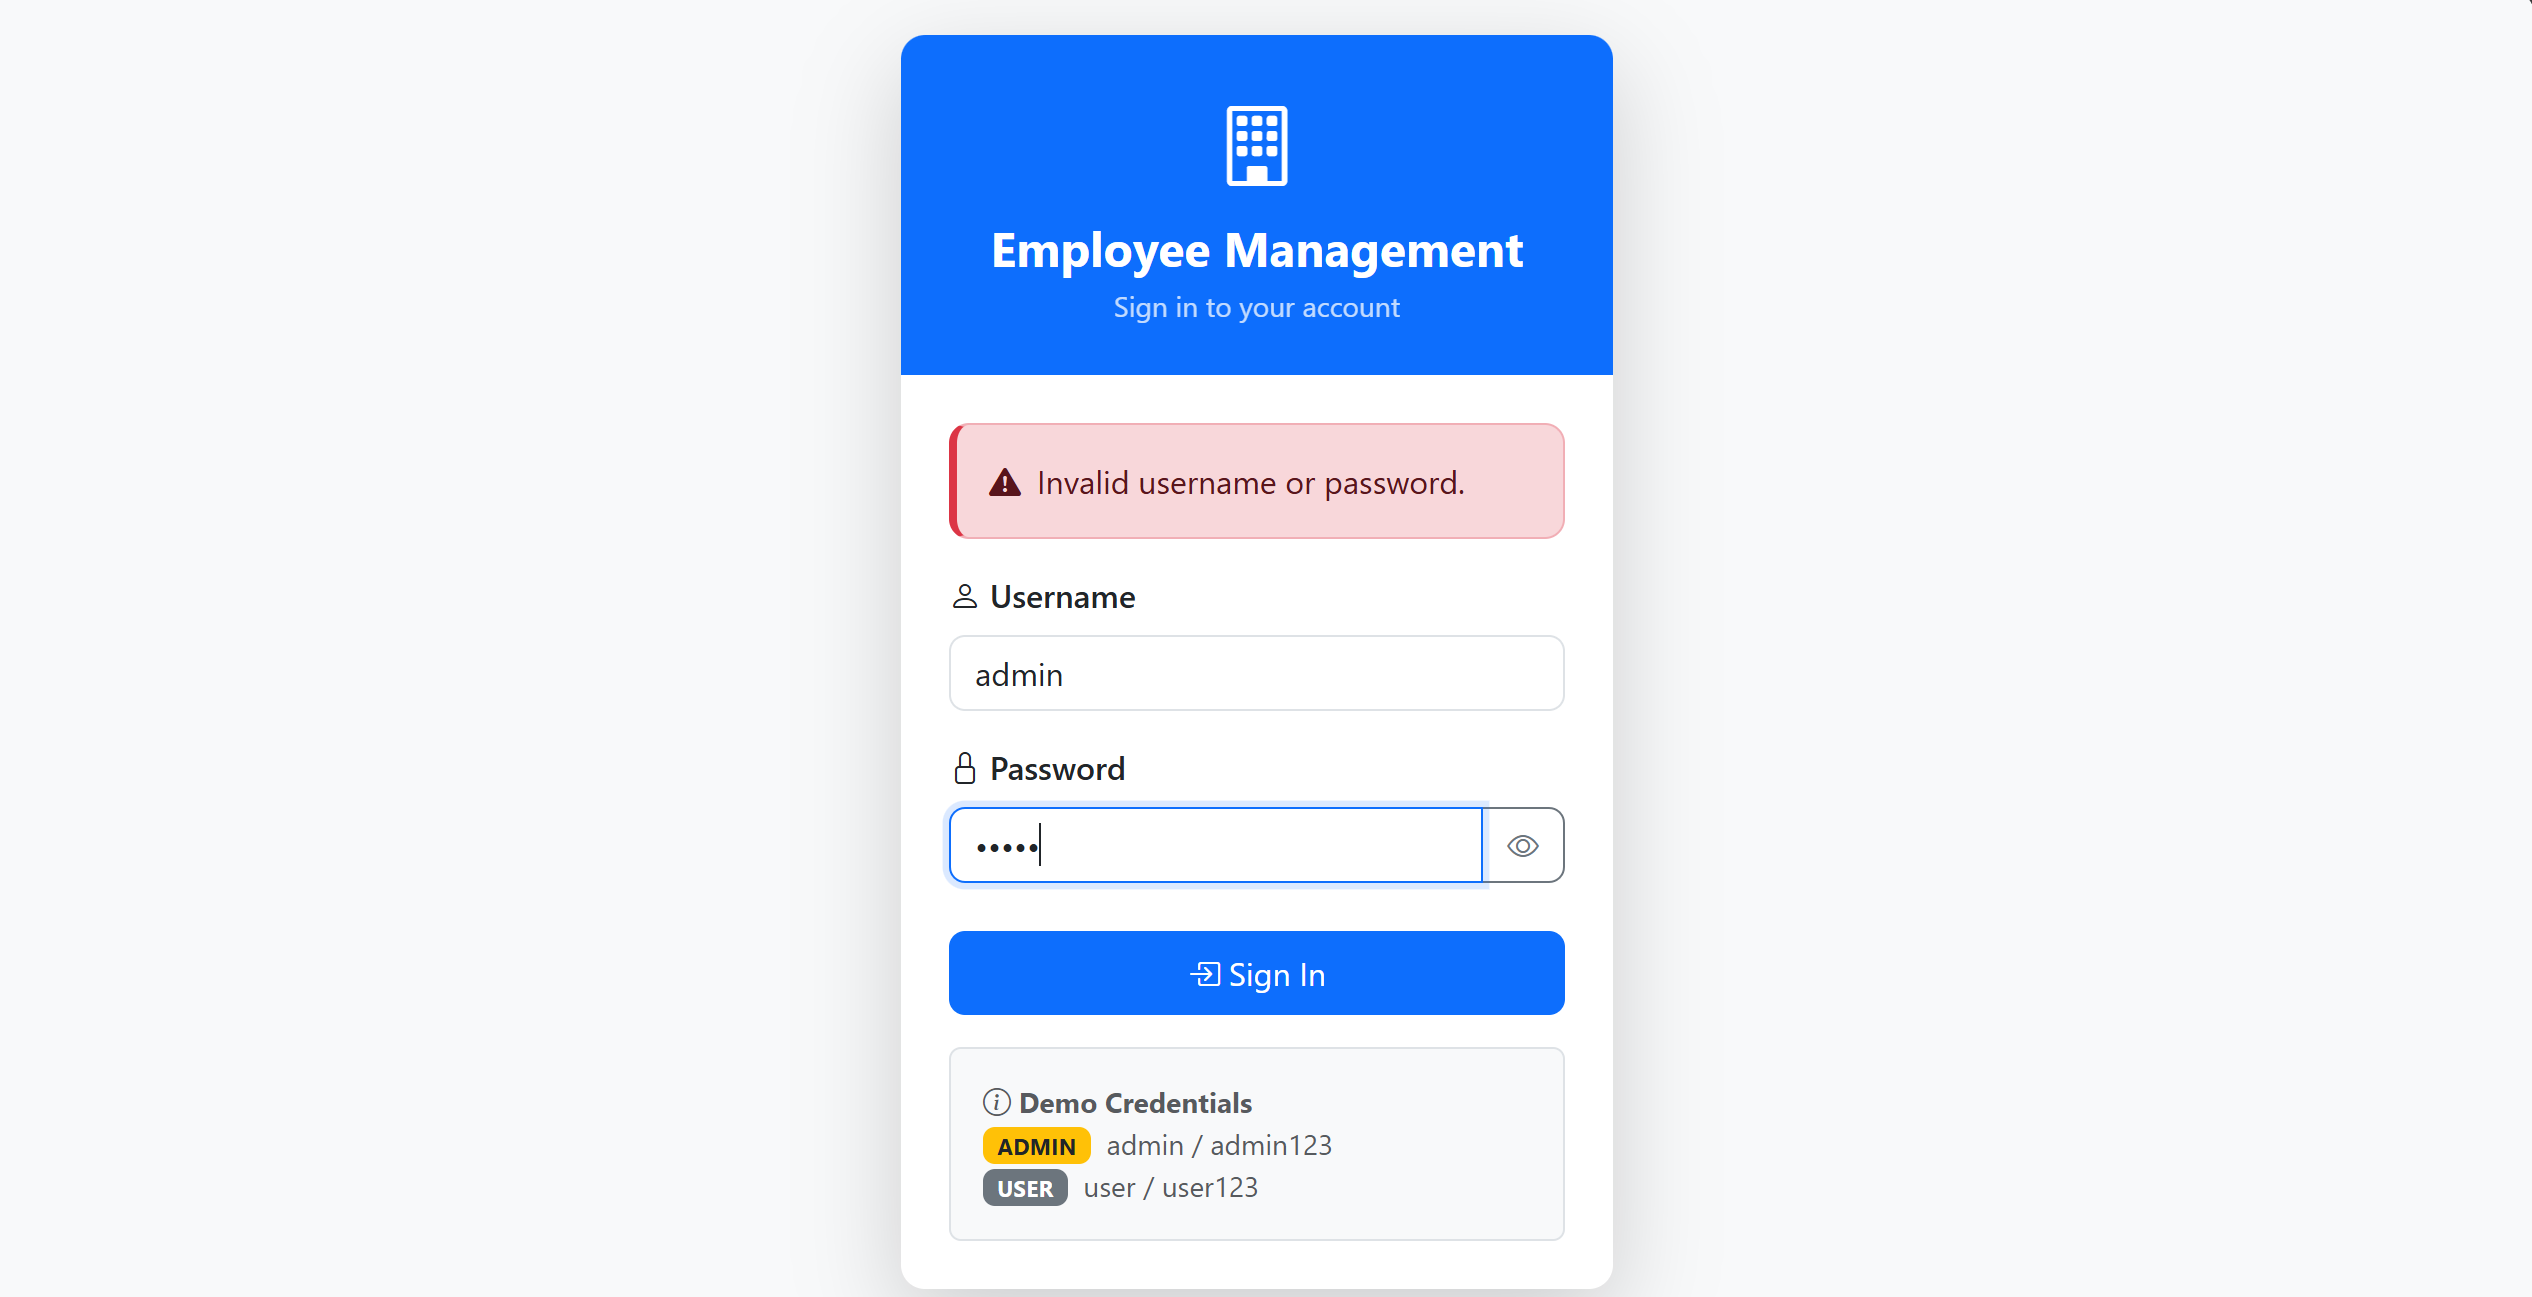 Employee Management
Sign in to your account
Invalid username or password.
Username
admin
Password
•••••
Sign In
Demo Credentials
ADMIN admin / admin123
USER user / user123